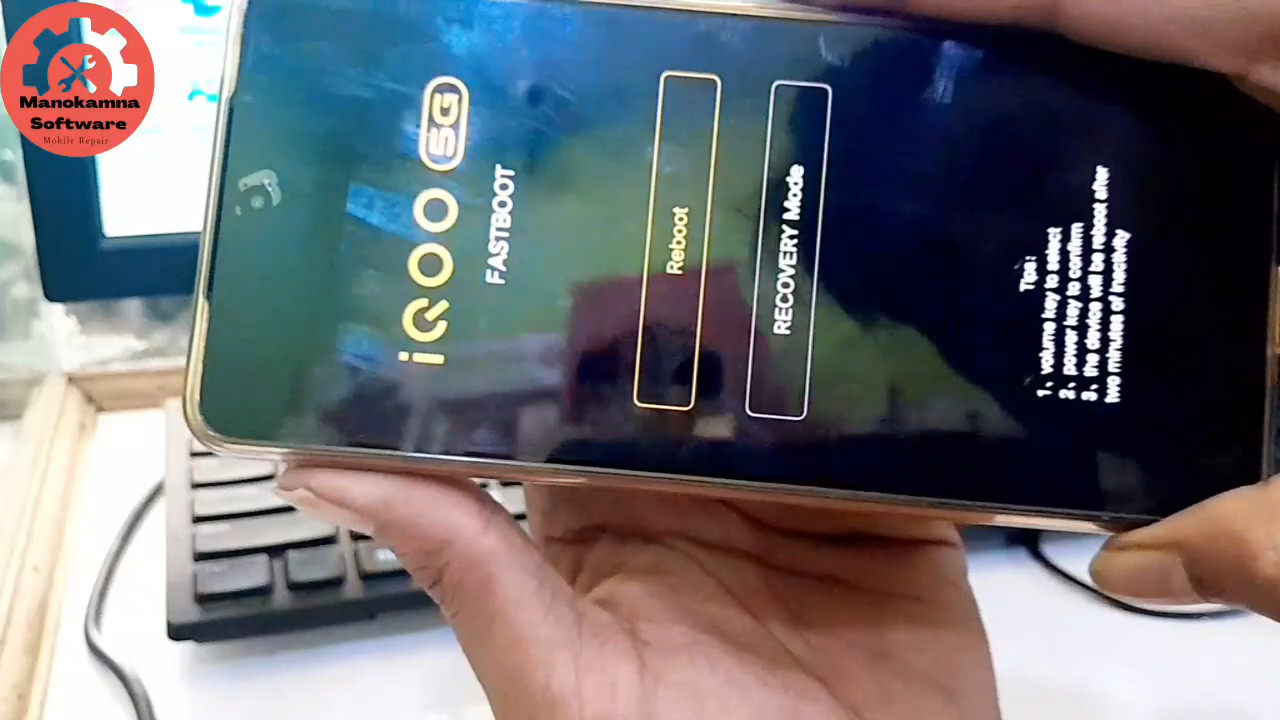 Manokamna
Software
Mobile Repair
iQOO 5G
FASTBOOT
Reboot
RECOVERY Mode
Tips:
1、volume key to select
2、power key to confirm
3、the device will be reboot after
two minutes of inactivity